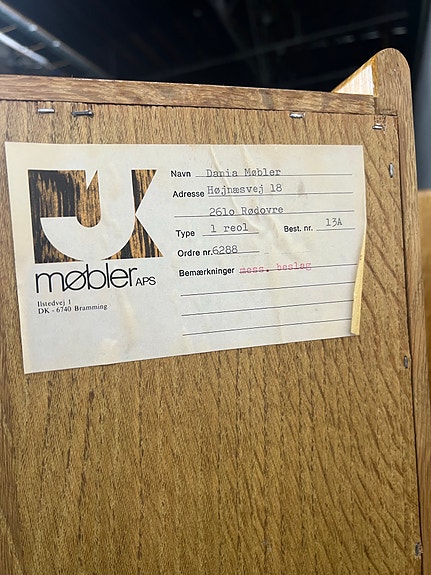 JK
møbler APS
Ilstedvej 1
DK - 6740 Bramming
Navn Dania Møbler
Adresse Højnæsvej 18
2610 Rødovre
Type 1 reol Best. nr. 13A
Ordre nr. 6288
Bemærkninger mess. beslag